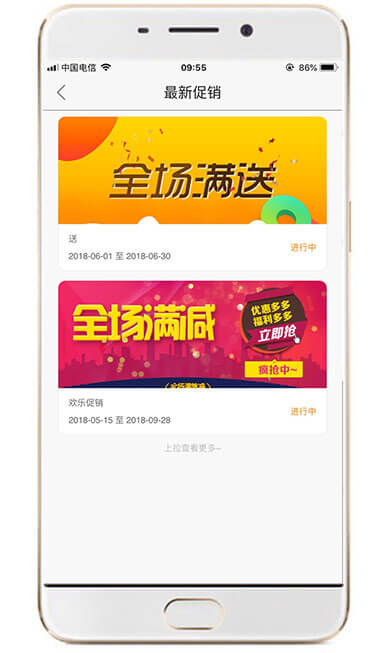 中国电信
09:55
86%
最新促销
全场满送
送
2018-06-01 至 2018-06-30
进行中
全场满减
优惠多多
福利多多
立即抢
疯抢中~
欢乐促销
2018-05-15 至 2018-09-28
进行中
上拉查看更多~